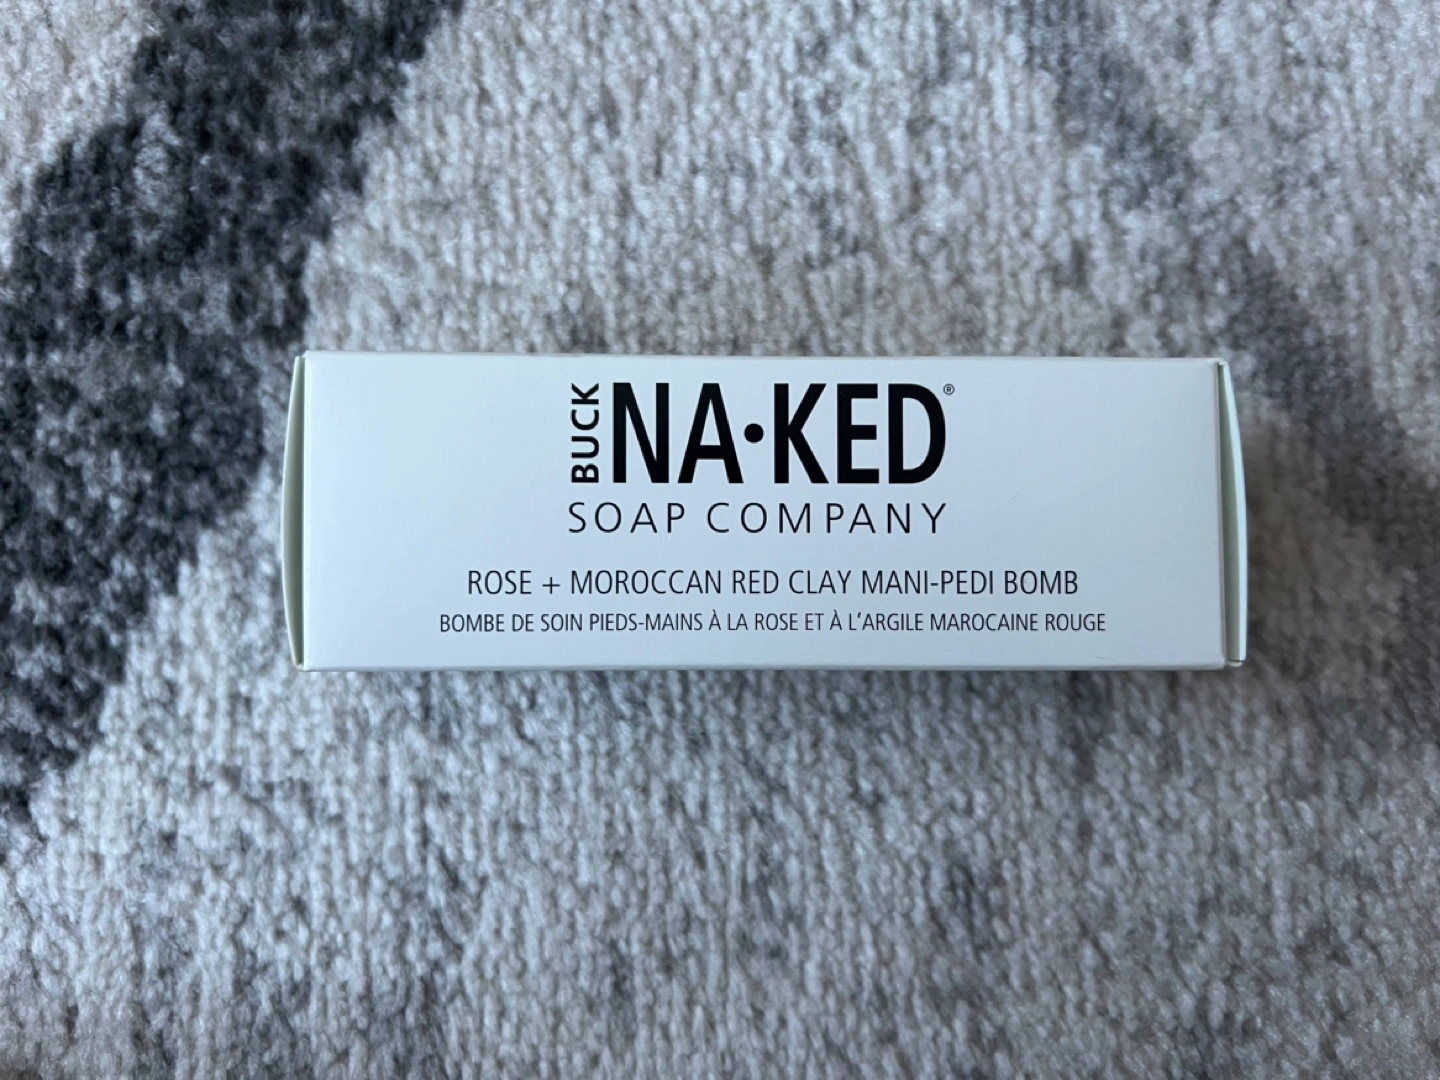 BUCK
NA•KED®
SOAP COMPANY
ROSE + MOROCCAN RED CLAY MANI-PEDI BOMB
BOMBE DE SOIN PIEDS-MAINS À LA ROSE ET À L'ARGILE MAROCAINE ROUGE